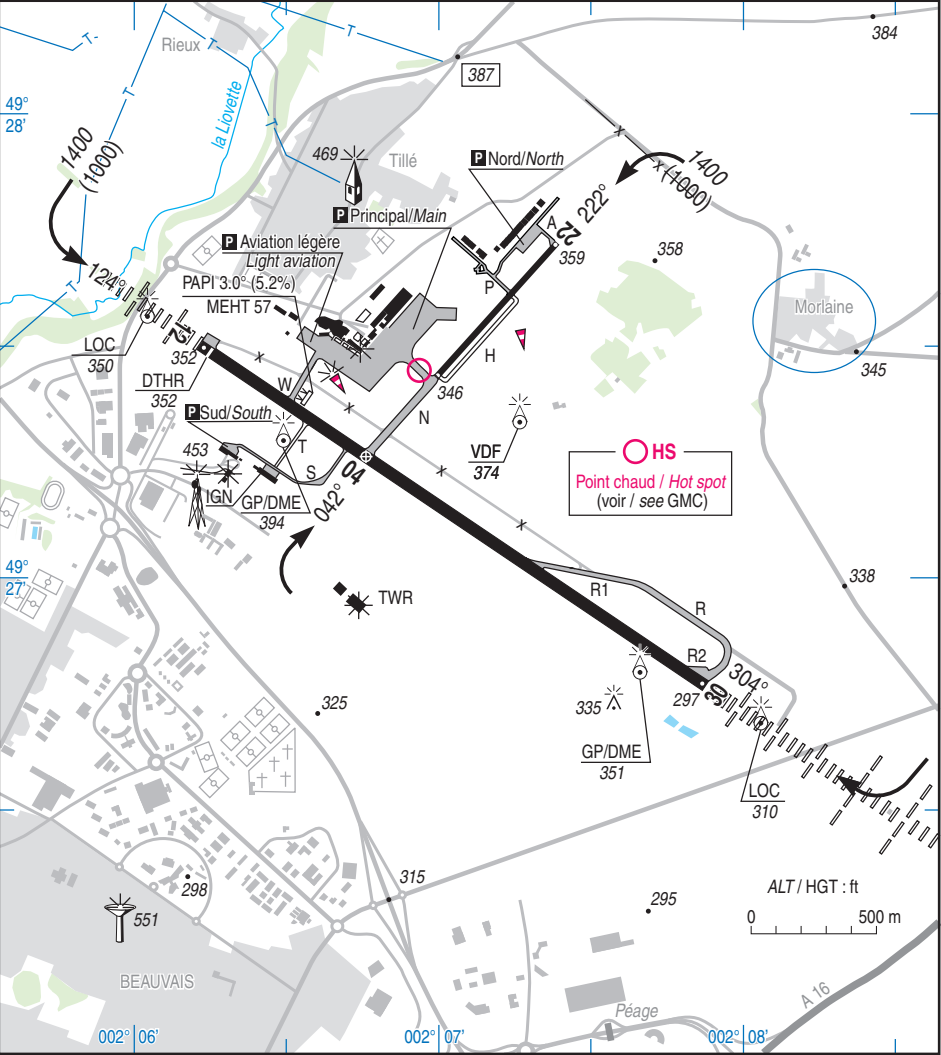 384
Rieux
387
49°
28'
la Liovette
1400
(1000)
469
Tillé
P Nord/North
1400
(1000)
222°
22
A
P Principal/Main
P Aviation légère
Light aviation
359
358
124°
PAPI 3.0° (5.2%)
MEHT 57
P
Morlaine
LOC
350
12
352
H
345
DTHR
352
W
346
P Sud/South
N
VDF
374
HS
Point chaud / Hot spot
(voir / see GMC)
453
T
S
04
IGN
GP/DME
394
042°
49°
27'
338
TWR
R1
R
R2
304°
30
297
325
335
GP/DME
351
LOC
310
315
298
551
295
ALT / HGT : ft
0 500 m
BEAUVAIS
A 16
Péage
002° 06'
002° 07'
002° 08'
T
T
T
T
T
T
T
x
x
x
x
x
x